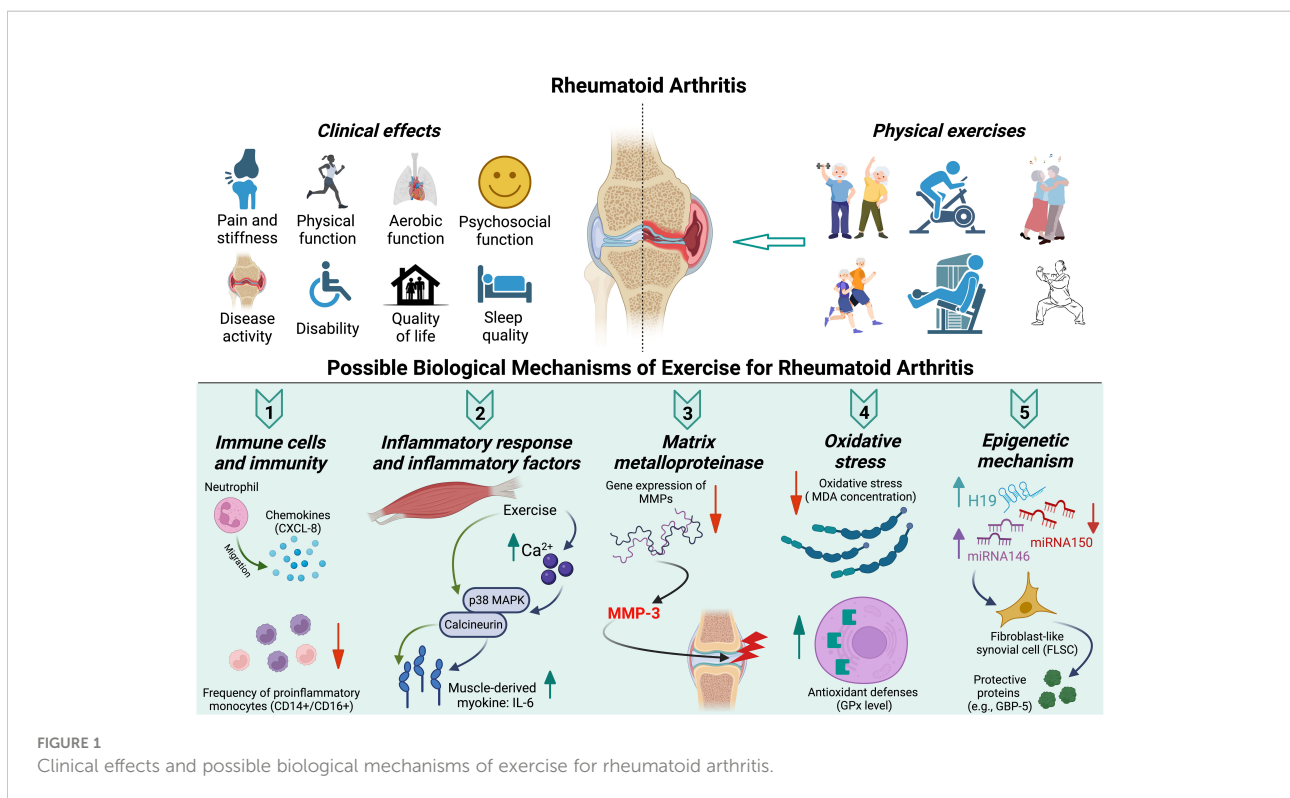 Rheumatoid Arthritis
Clinical effects
Pain and
stiffness
Physical
function
Aerobic
function
Psychosocial
function
Disease
activity
Disability
Quality
of life
Sleep
quality
Physical exercises
Possible Biological Mechanisms of Exercise for Rheumatoid Arthritis
1
Immune cells
and immunity
Neutrophil
Chemokines
(CXCL-8)
Migration
Frequency of proinflammatory
monocytes (CD14+/CD16+)
2
Inflammatory response
and inflammatory factors
Exercise
Ca²⁺
p38 MAPK
Calcineurin
Muscle-derived
myokine: IL-6
3
Matrix
metalloproteinase
Gene expression of
MMPs
MMP-3
4
Oxidative
stress
Oxidative stress
( MDA concentration)
Antioxidant defenses
(GPx level)
5
Epigenetic
mechanism
H19
miRNA150
miRNA146
Fibroblast-like
synovial cell (FLSC)
Protective
proteins
(e.g., GBP-5)
FIGURE 1
Clinical effects and possible biological mechanisms of exercise for rheumatoid arthritis.